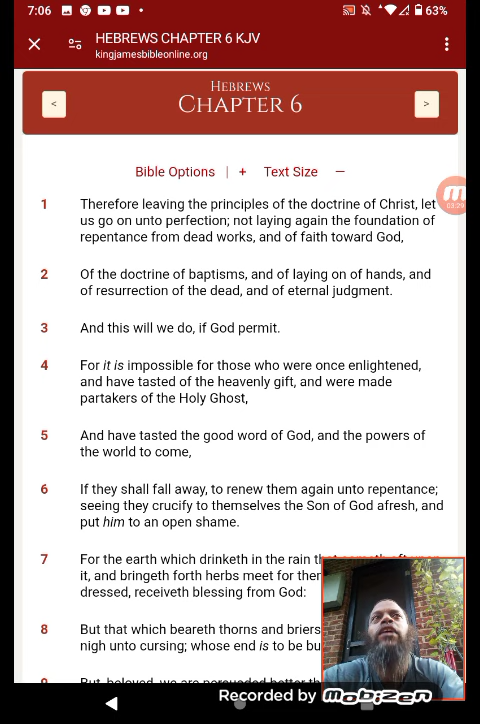 7:06
63%
HEBREWS CHAPTER 6 KJV
kingjamesbibleonline.org
HEBREWS
CHAPTER 6
<
>
Bible Options | + Text Size —
03:29
1 Therefore leaving the principles of the doctrine of Christ, let
us go on unto perfection; not laying again the foundation of
repentance from dead works, and of faith toward God,
2 Of the doctrine of baptisms, and of laying on of hands, and
of resurrection of the dead, and of eternal judgment.
3 And this will we do, if God permit.
4 For it is impossible for those who were once enlightened,
and have tasted of the heavenly gift, and were made
partakers of the Holy Ghost,
5 And have tasted the good word of God, and the powers of
the world to come,
6 If they shall fall away, to renew them again unto repentance;
seeing they crucify to themselves the Son of God afresh, and
put him to an open shame.
7 For the earth which drinketh in the rain
it, and bringeth forth herbs meet for
dressed, receiveth blessing from God:
8 But that which beareth thorns and briers
nigh unto cursing; whose end is to be
Recorded by Mobizen